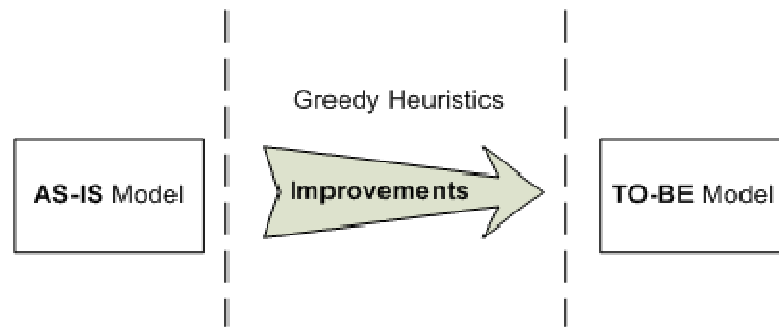 Greedy Heuristics
AS-IS Model
Improvements
TO-BE Model